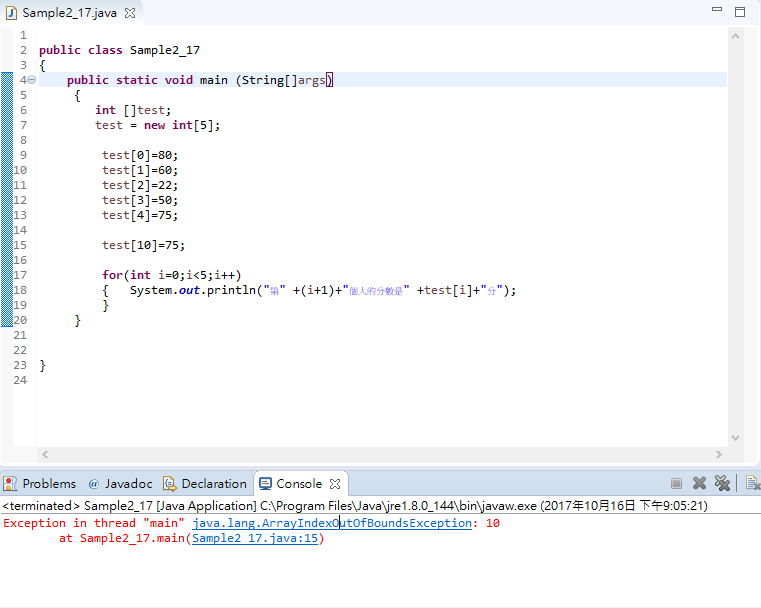 Sample2_17.java
1
2 public class Sample2_17
3 {
4 public static void main (String[]args)
5 {
6 int []test;
7 test = new int[5];
8
9 test[0]=80;
10 test[1]=60;
11 test[2]=22;
12 test[3]=50;
13 test[4]=75;
14
15 test[10]=75;
16
17 for(int i=0;i<5;i++)
18 { System.out.println("第" +(i+1)+"個人的分數是" +test[i]+"分");
19 }
20 }
21
22
23 }
24
Problems @ Javadoc Declaration Console
<terminated> Sample2_17 [Java Application] C:\Program Files\Java\jre1.8.0_144\bin\javaw.exe (2017年10月16日 下午9:05:21)
Exception in thread "main" java.lang.ArrayIndexOutOfBoundsException: 10
at Sample2_17.main(Sample2_17.java:15)